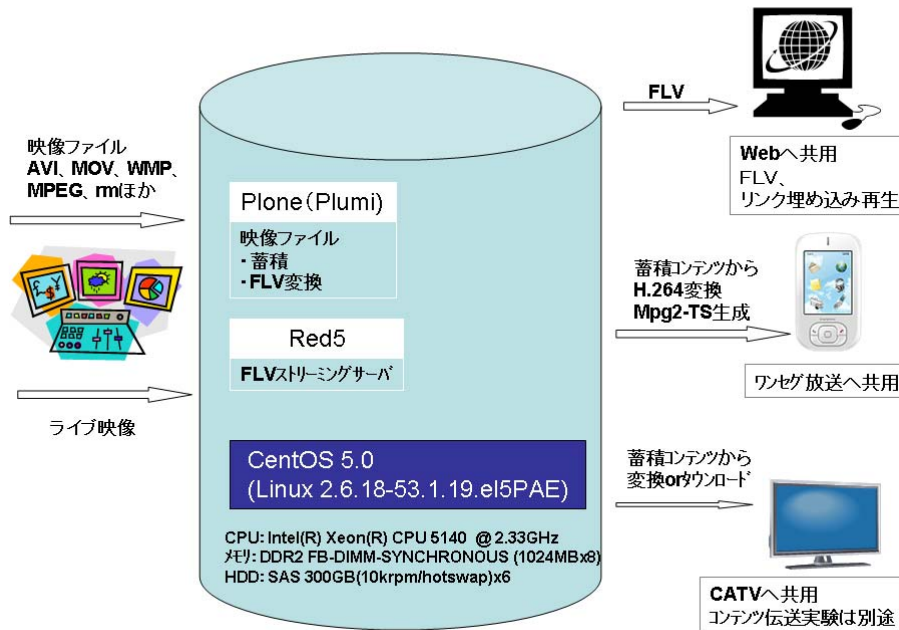 映像ファイル
AVI、MOV、WMP、
MPEG、rmほか
ライブ映像
Plone(Plumi)
映像ファイル
・蓄積
・FLV変換
Red5
FLVストリーミングサーバ
CentOS 5.0
(Linux 2.6.18-53.1.19.el5PAE)
CPU: Intel(R) Xeon(R) CPU 5140 @ 2.33GHz
メモリ: DDR2 FB-DIMM-SYNCHRONOUS (1024MBx8)
HDD: SAS 300GB(10krpm/hotswap)x6
FLV
Webへ共用
FLV、
リンク埋め込み再生
蓄積コンテンツから
H.264変換
Mpg2-TS生成
ワンセグ放送へ共用
蓄積コンテンツから
変換orダウンロード
CATVへ共用
コンテンツ伝送実験は別途